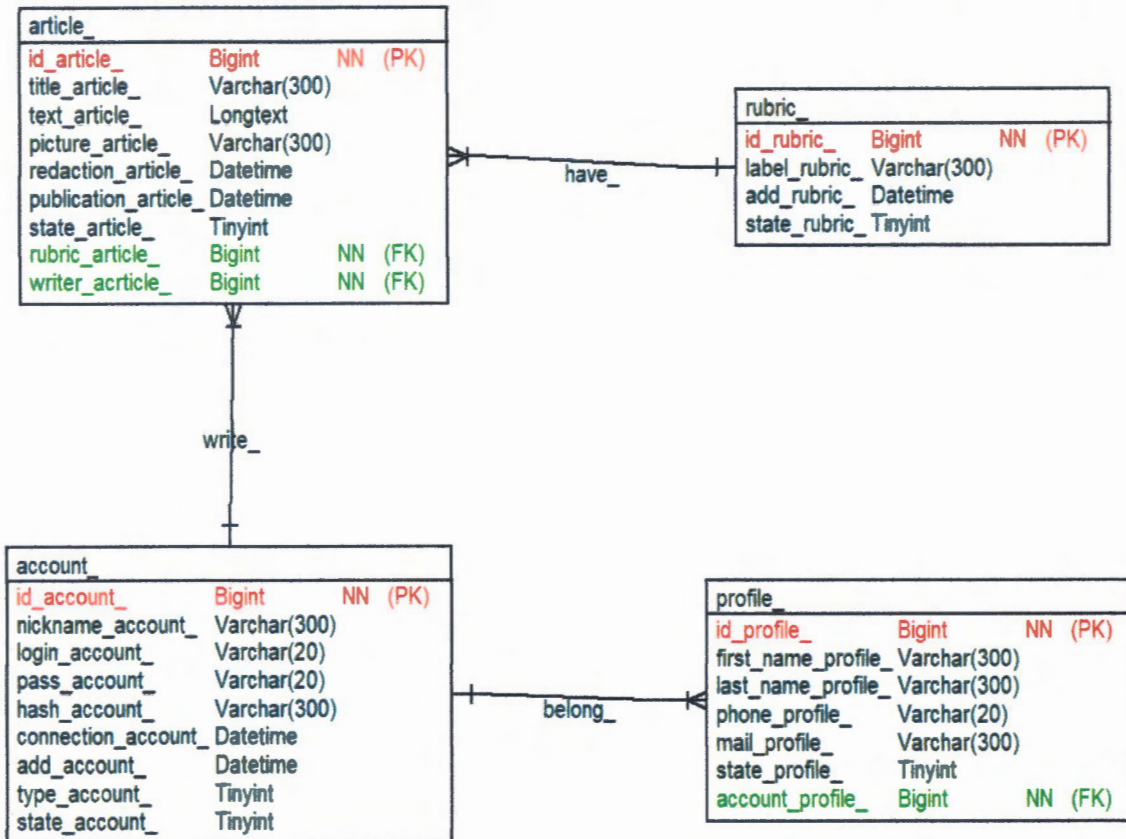 article_
id_article_ Bigint NN (PK)
title_article_ Varchar(300)
text_article_ Longtext
picture_article_ Varchar(300)
redaction_article_ Datetime
publication_article_ Datetime
state_article_ Tinyint
rubric_article_ Bigint NN (FK)
writer_acrticle_ Bigint NN (FK)
have_
rubric_
id_rubric_ Bigint NN (PK)
label_rubric_ Varchar(300)
add_rubric_ Datetime
state_rubric_ Tinyint
write_
account_
id_account_ Bigint NN (PK)
nickname_account_ Varchar(300)
login_account_ Varchar(20)
pass_account_ Varchar(20)
hash_account_ Varchar(300)
connection_account_ Datetime
add_account_ Datetime
type_account_ Tinyint
state_account_ Tinyint
belong_
profile_
id_profile_ Bigint NN (PK)
first_name_profile_ Varchar(300)
last_name_profile_ Varchar(300)
phone_profile_ Varchar(20)
mail_profile_ Varchar(300)
state_profile_ Tinyint
account_profile_ Bigint NN (FK)